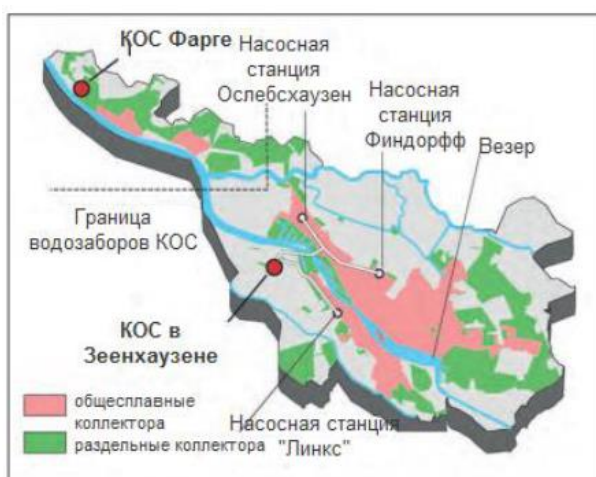 КОС Фарге
Насосная
станция
Ослебсхаузен
Насосная
станция
Финдорфф
Везер
Граница
водозаборов КОС
КОС в
Зеенхаузене
общесплавные
коллектора
раздельные коллектора
Насосная станция
"Линкс"